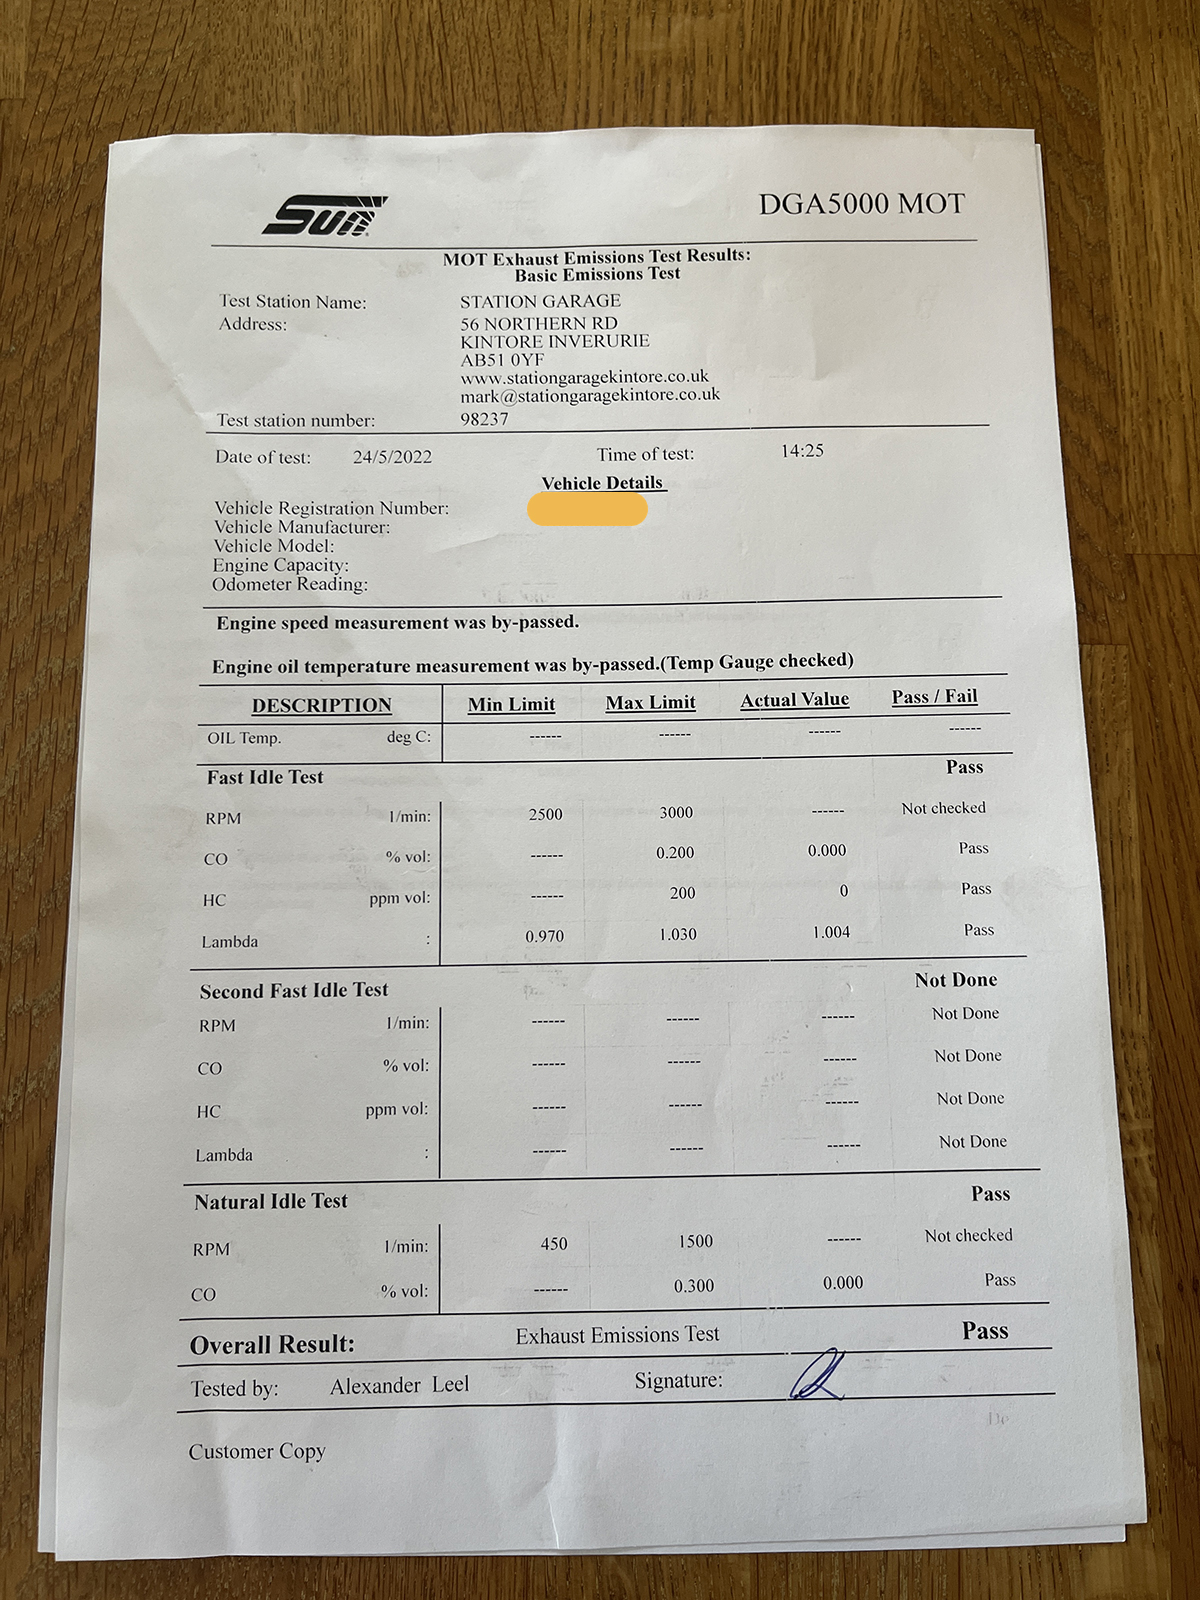 Sun
DGA5000 MOT
MOT Exhaust Emissions Test Results:
Basic Emissions Test
Test Station Name: STATION GARAGE
Address: 56 NORTHERN RD
KINTORE INVERURIE
AB51 0YF
www.stationgaragekintore.co.uk
mark@stationgaragekintore.co.uk
Test station number: 98237
Date of test: 24/5/2022 Time of test: 14:25
Vehicle Details
Vehicle Registration Number:
Vehicle Manufacturer:
Vehicle Model:
Engine Capacity:
Odometer Reading:
Engine speed measurement was by-passed.
Engine oil temperature measurement was by-passed.(Temp Gauge checked)
DESCRIPTION Min Limit Max Limit Actual Value Pass / Fail
OIL Temp. deg C: ------ ------ ------ ------
Fast Idle Test Pass
RPM 1/min: 2500 3000 ------ Not checked
CO % vol: ------ 0.200 0.000 Pass
HC ppm vol: ------ 200 0 Pass
Lambda : 0.970 1.030 1.004 Pass
Second Fast Idle Test Not Done
RPM 1/min: ------ ------ ------ Not Done
CO % vol: ------ ------ ------ Not Done
HC ppm vol: ------ ------ ------ Not Done
Lambda : ------ ------ ------ Not Done
Natural Idle Test Pass
RPM 1/min: 450 1500 ------ Not checked
CO % vol: ------ 0.300 0.000 Pass
Overall Result: Exhaust Emissions Test Pass
Tested by: Alexander Leel Signature:
Customer Copy